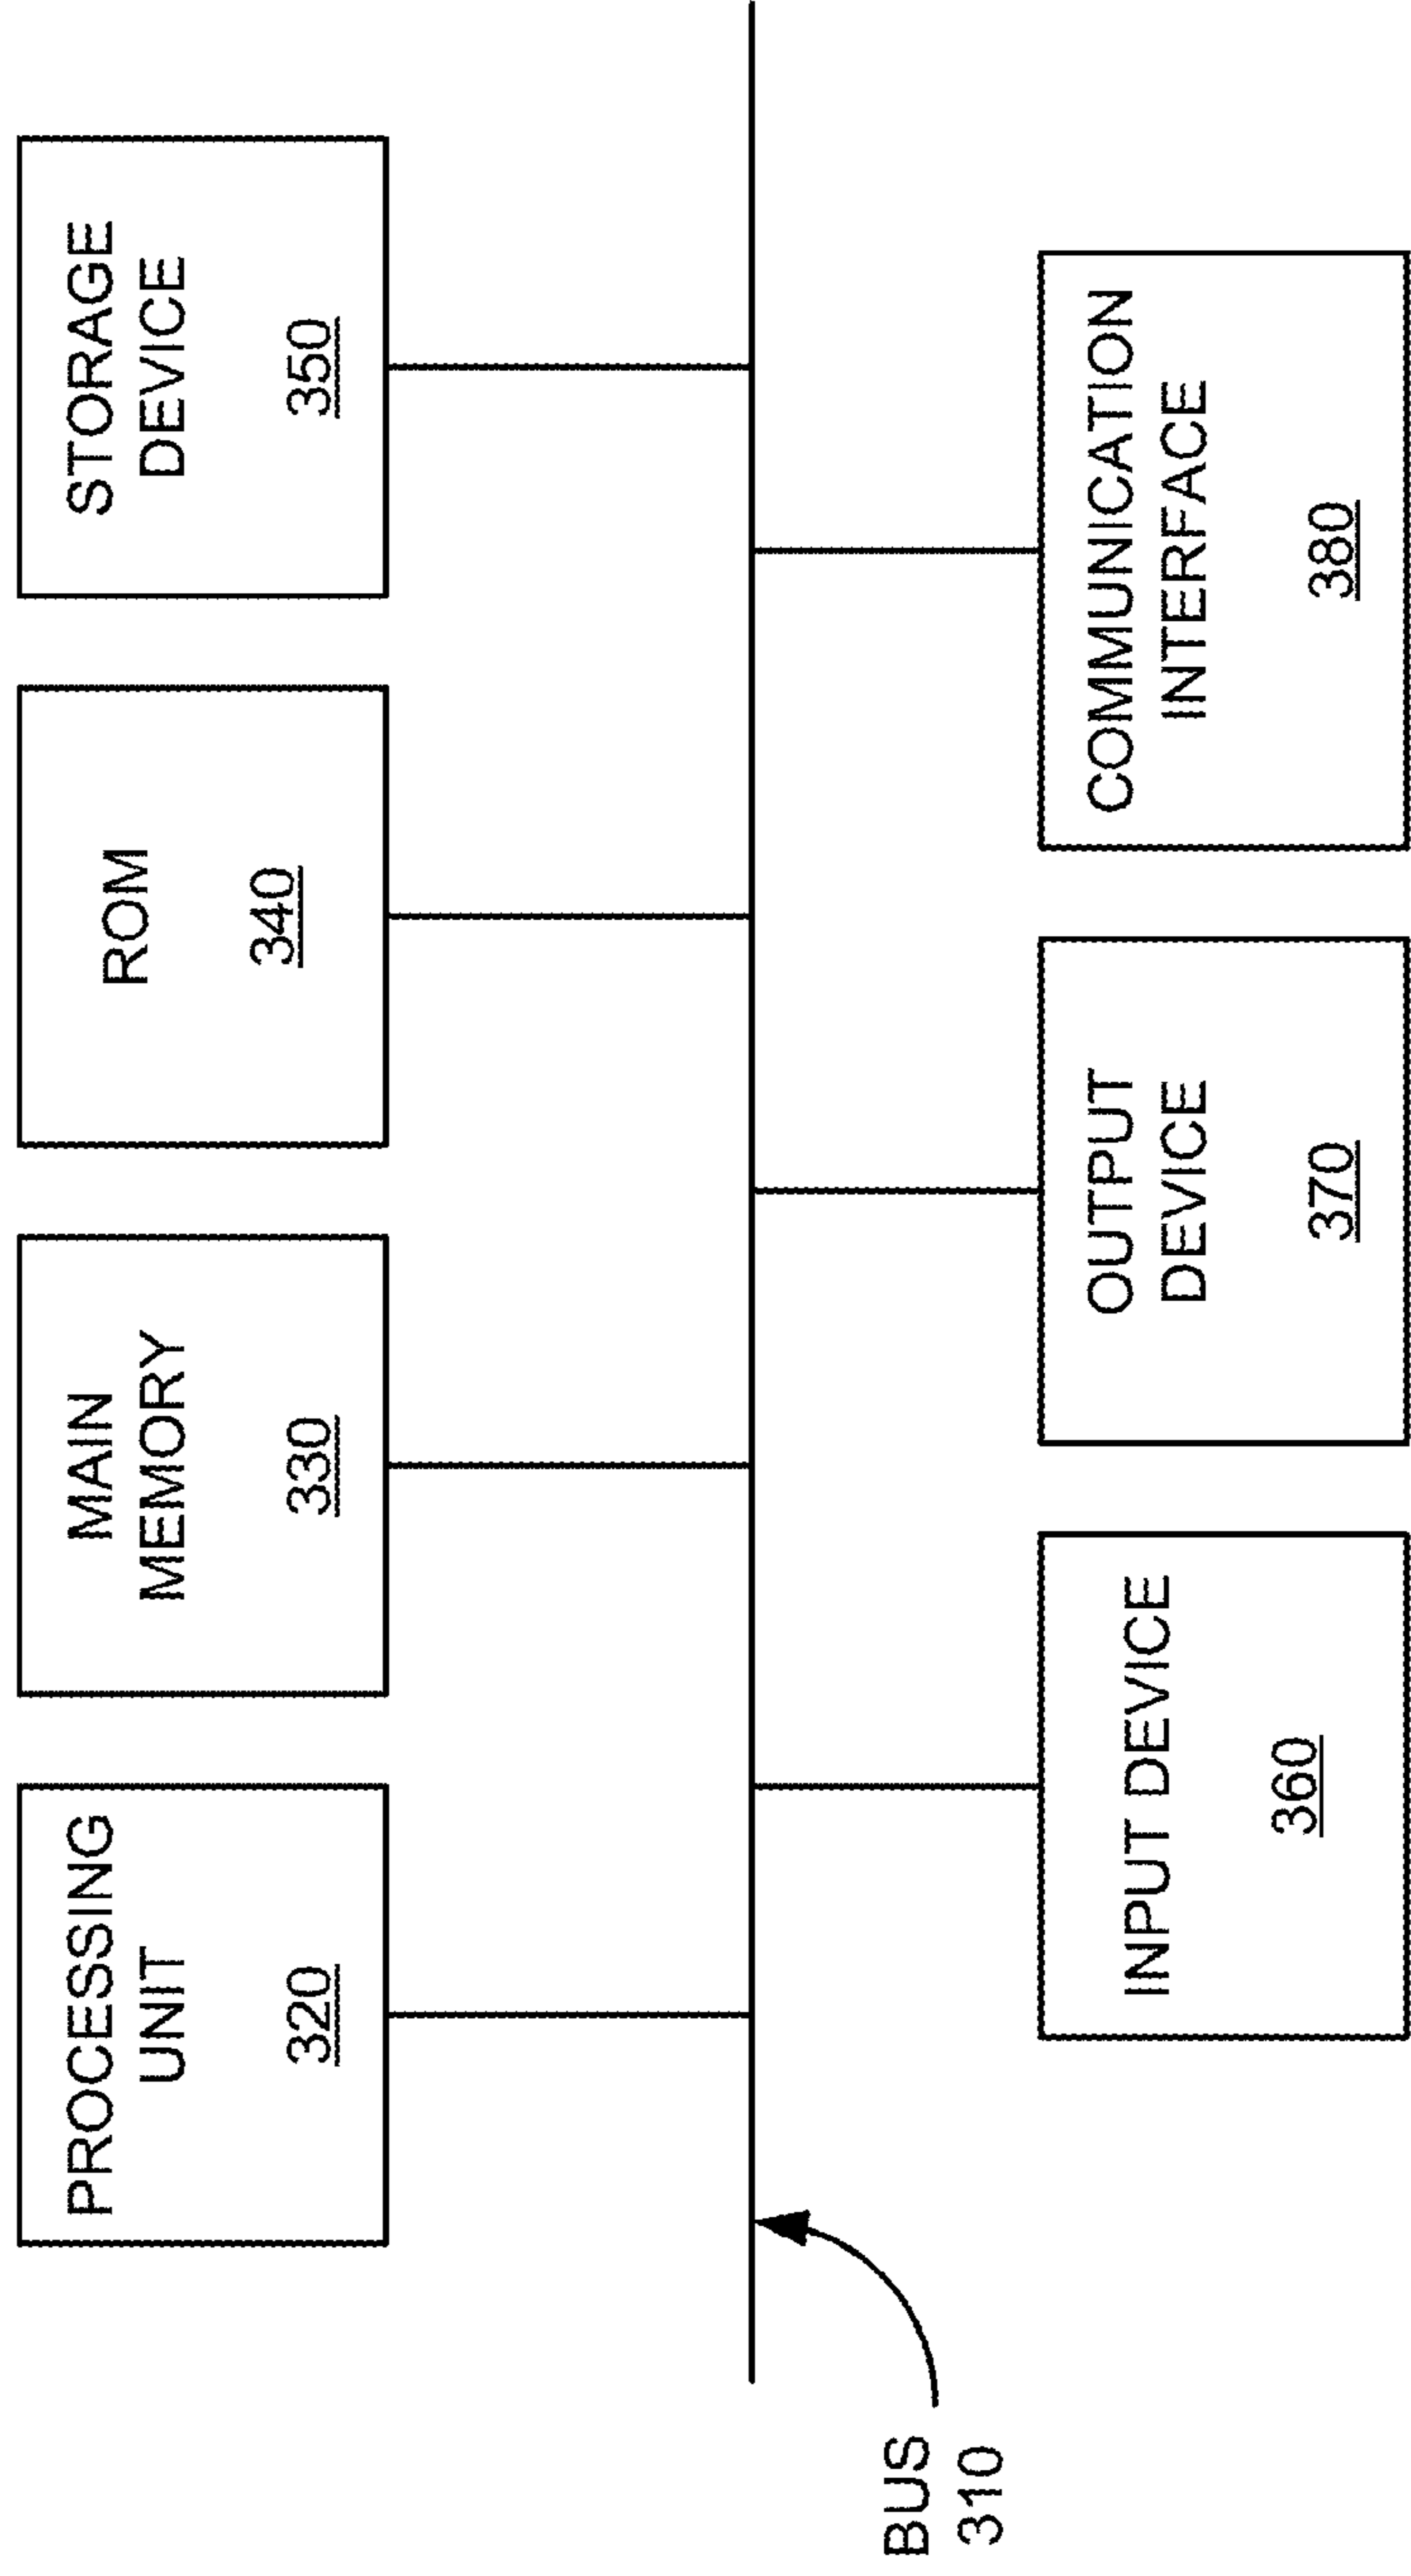 PROCESSING
UNIT
320
MAIN
MEMORY
330
ROM
340
STORAGE
DEVICE
350
BUS
310
INPUT DEVICE
360
OUTPUT
DEVICE
370
COMMUNICATION
INTERFACE
380